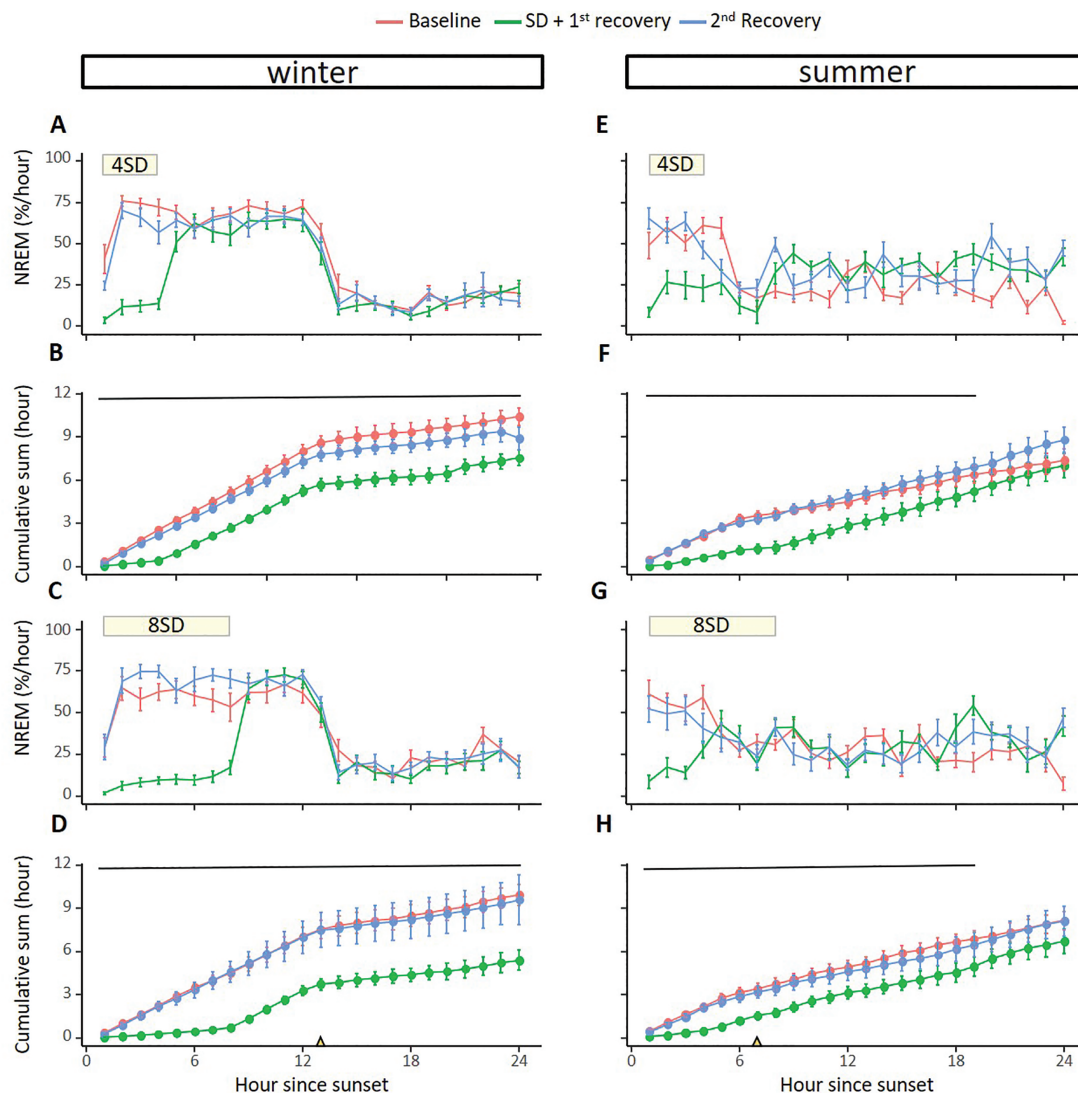 Baseline SD + 1st recovery 2nd Recovery
winter summer
A E
NREM (%/hour)
100
75
50
25
0
4SD 4SD
B F
Cumulative sum (hour)
12
9
6
3
0
C G
NREM (%/hour)
100
75
50
25
0
8SD 8SD
D H
Cumulative sum (hour)
12
9
6
3
0
0 6 12 18 24 0 6 12 18 24
Hour since sunset Hour since sunset